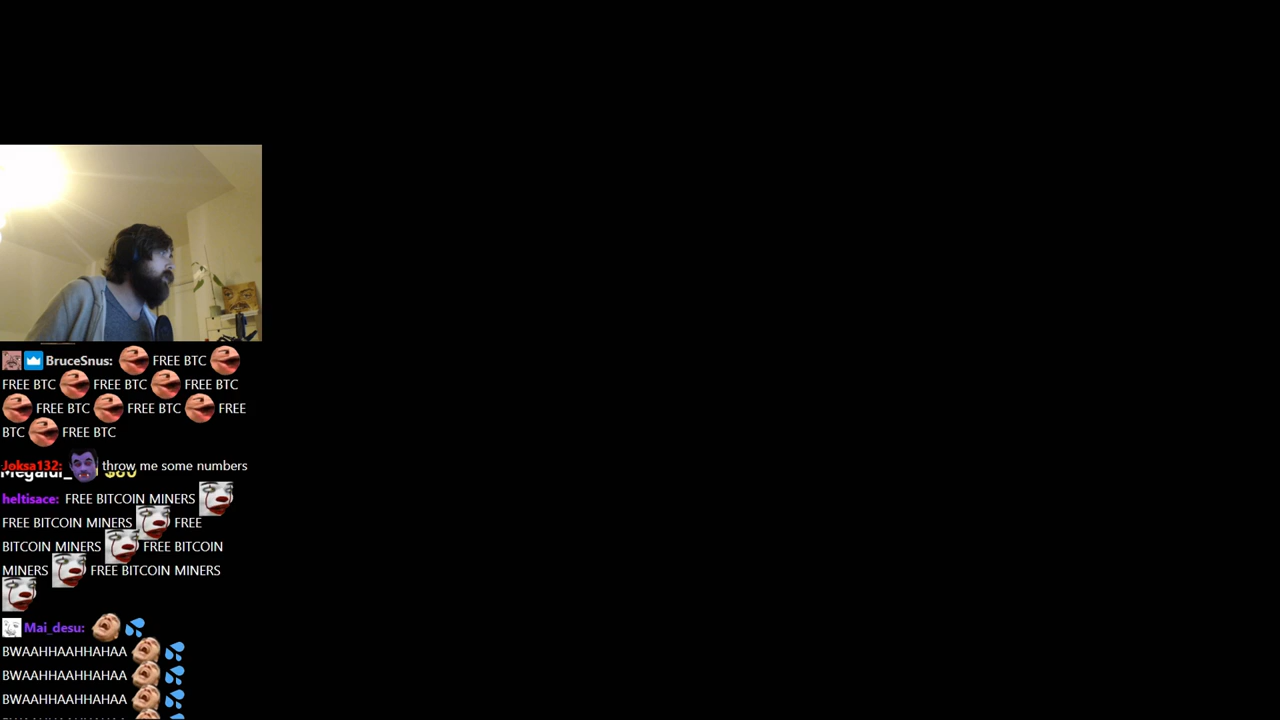 BruceSnus: FREE BTC
FREE BTC FREE BTC FREE BTC
FREE BTC FREE BTC FREE
BTC FREE BTC
Joksa132: throw me some numbers
$60
heltisace: FREE BITCOIN MINERS
FREE BITCOIN MINERS FREE
BITCOIN MINERS FREE BITCOIN
MINERS FREE BITCOIN MINERS
Mai_desu:
BWAAHHAAHHAHAA
BWAAHHAAHHAHAA
BWAAHHAAHHAHAA